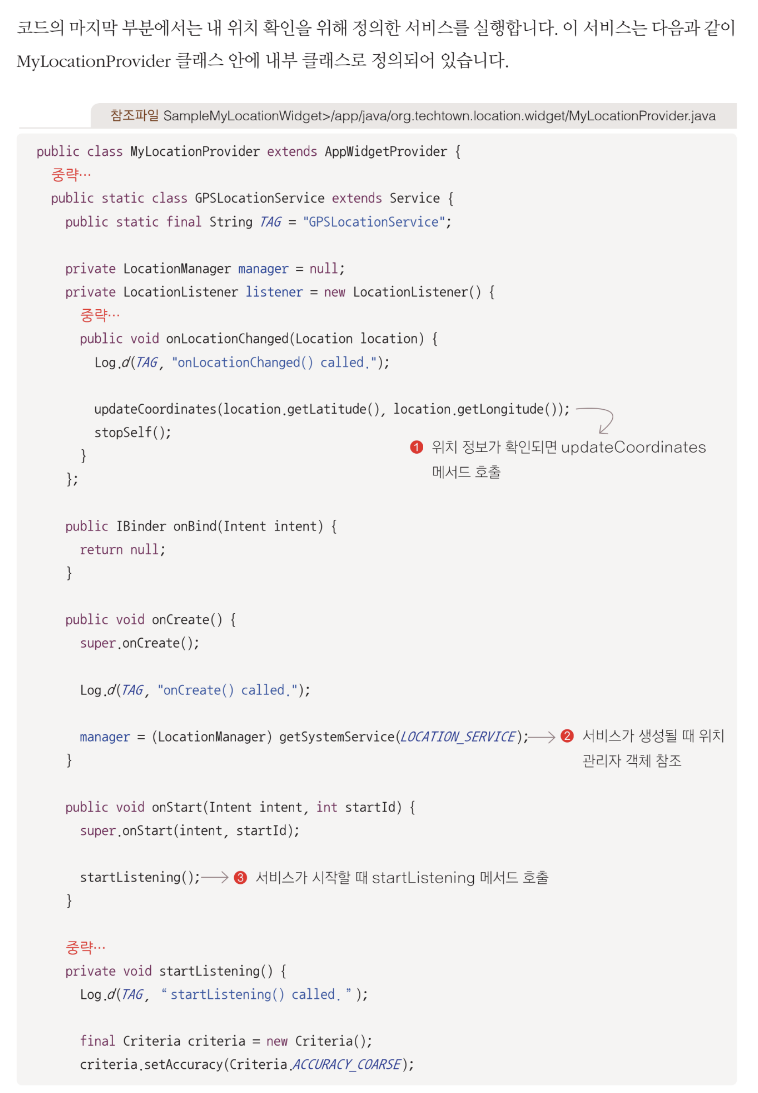 코드의 마지막 부분에서는 내 위치 확인을 위해 정의한 서비스를 실행합니다. 이 서비스는 다음과 같이
MyLocationProvider 클래스 안에 내부 클래스로 정의되어 있습니다.
참조파일 SampleMyLocationWidget>/app/java/org.techtown.location.widget/MyLocationProvider.java
public class MyLocationProvider extends AppWidgetProvider {
중략…
public static class GPSLocationService extends Service {
public static final String TAG = "GPSLocationService";
private LocationManager manager = null;
private LocationListener listener = new LocationListener() {
중략…
public void onLocationChanged(Location location) {
Log.d(TAG, "onLocationChanged() called.");
updateCoordinates(location.getLatitude(), location.getLongitude());
stopSelf();
❶ 위치 정보가 확인되면 updateCoordinates
}
메서드 호출
};
public IBinder onBind(Intent intent) {
return null;
}
public void onCreate() {
super.onCreate();
Log.d(TAG, "onCreate() called.");
manager = (LocationManager) getSystemService(LOCATION_SERVICE); ❷ 서비스가 생성될 때 위치
} 관리자 객체 참조
public void onStart(Intent intent, int startId) {
super.onStart(intent, startId);
startListening(); ❸ 서비스가 시작할 때 startListening 메서드 호출
}
중략…
private void startListening() {
Log.d(TAG, “startListening() called.”);
final Criteria criteria = new Criteria();
criteria.setAccuracy(Criteria.ACCURACY_COARSE);